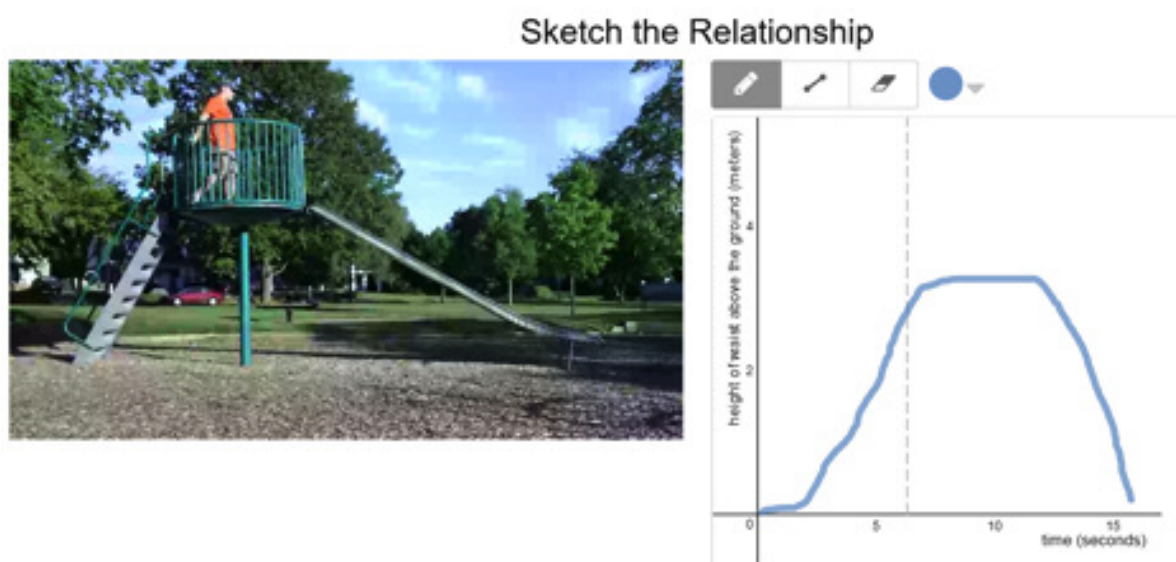 Sketch the Relationship
height of waist above the ground (meters)
4
2
0
5
10
15
time (seconds)